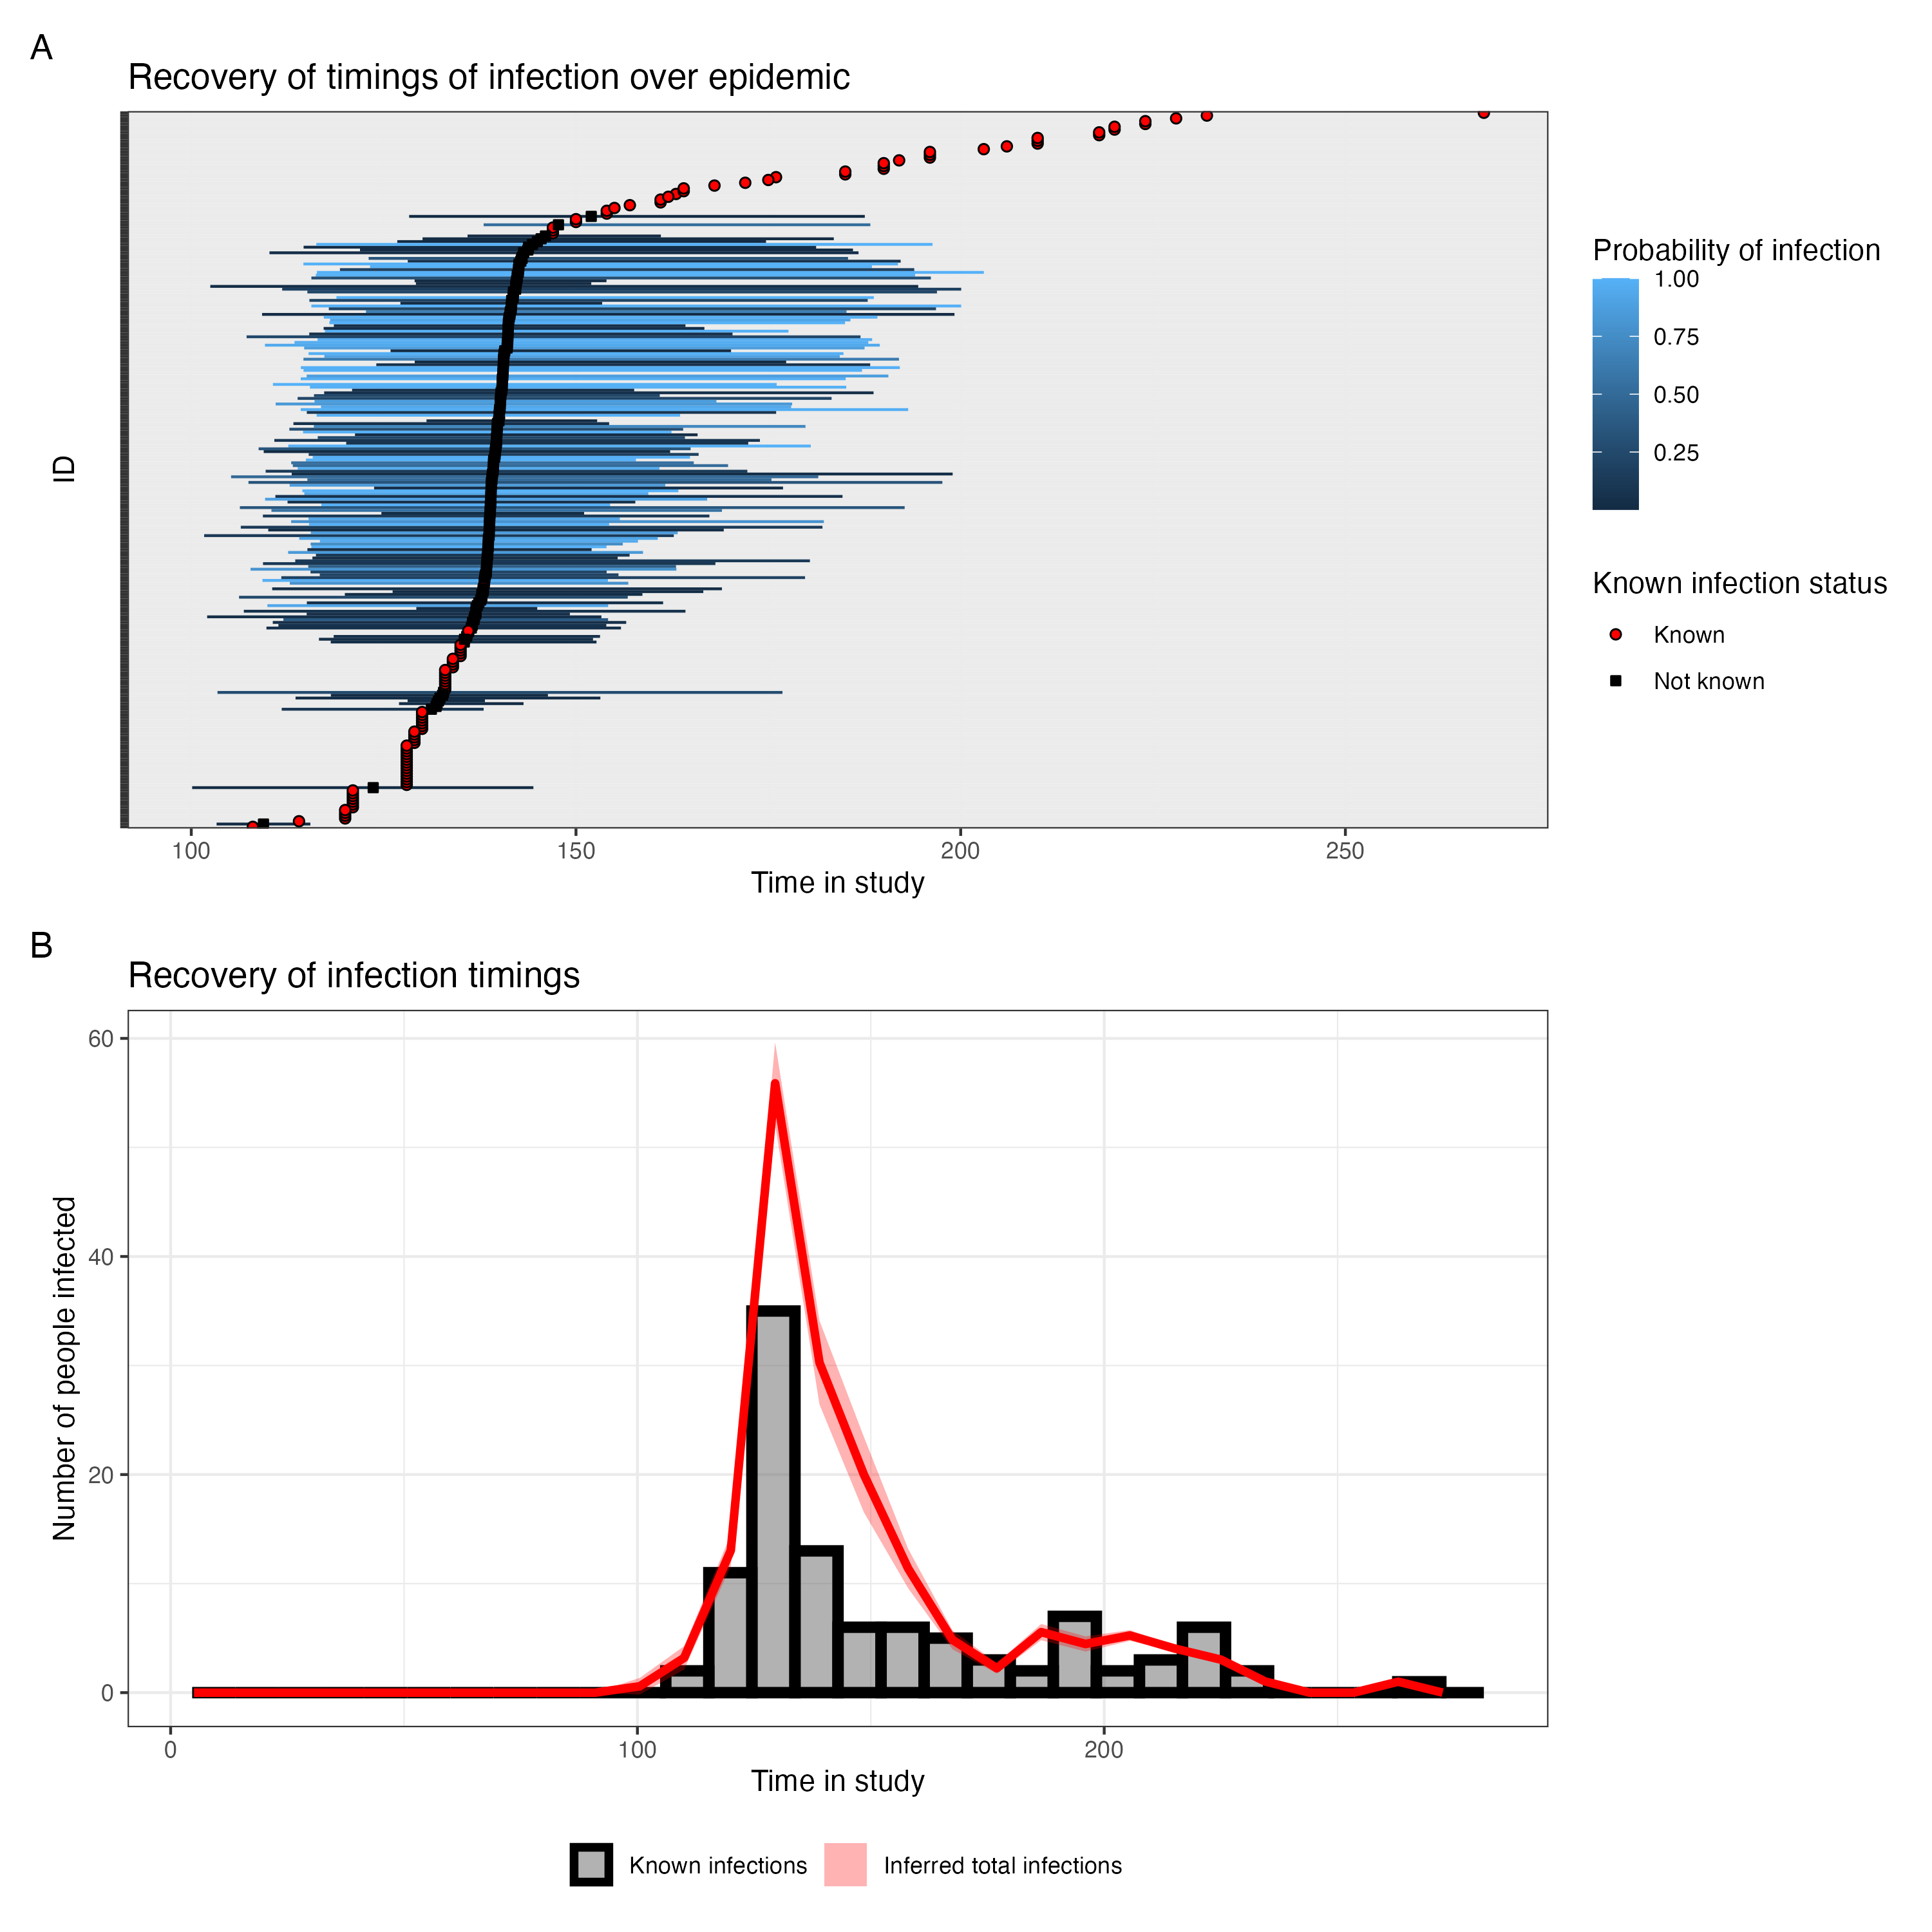 A
Recovery of timings of infection over epidemic
ID
100 150 200 250
Time in study
Probability of infection
1.00
0.75
0.50
0.25
Known infection status
Known
Not known
B
Recovery of infection timings
Number of people infected
60
40
20
0
0 100 200
Time in study
Known infections Inferred total infections